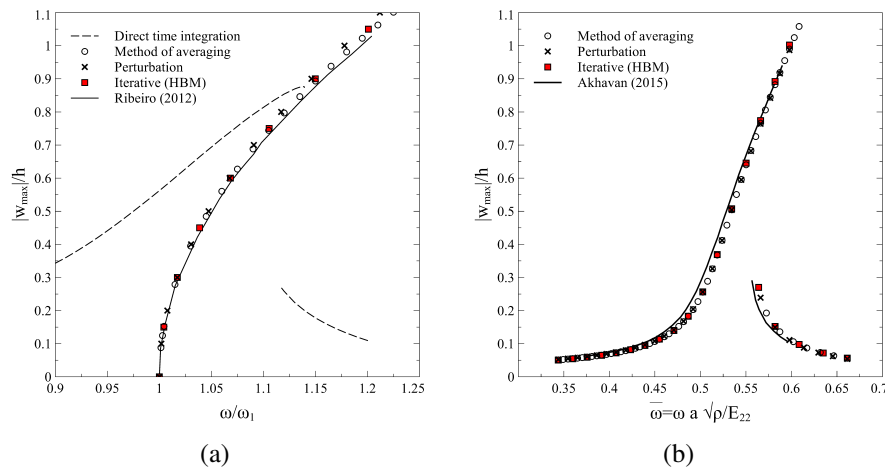 1.1
1
0.9
0.8
0.7
0.6
0.5
0.4
0.3
0.2
0.1
0
|w_max|/h
Direct time integration
Method of averaging
Perturbation
Iterative (HBM)
Ribeiro (2012)
0.9 0.95 1 1.05 1.1 1.15 1.2 1.25
ω/ω₁
(a)
1.1
1
0.9
0.8
0.7
0.6
0.5
0.4
0.3
0.2
0.1
0
|w_max|/h
Method of averaging
Perturbation
Iterative (HBM)
Akhavan (2015)
0.35 0.4 0.45 0.5 0.55 0.6 0.65 0.7
ω̅=ω a √ρ/E₂₂
(b)